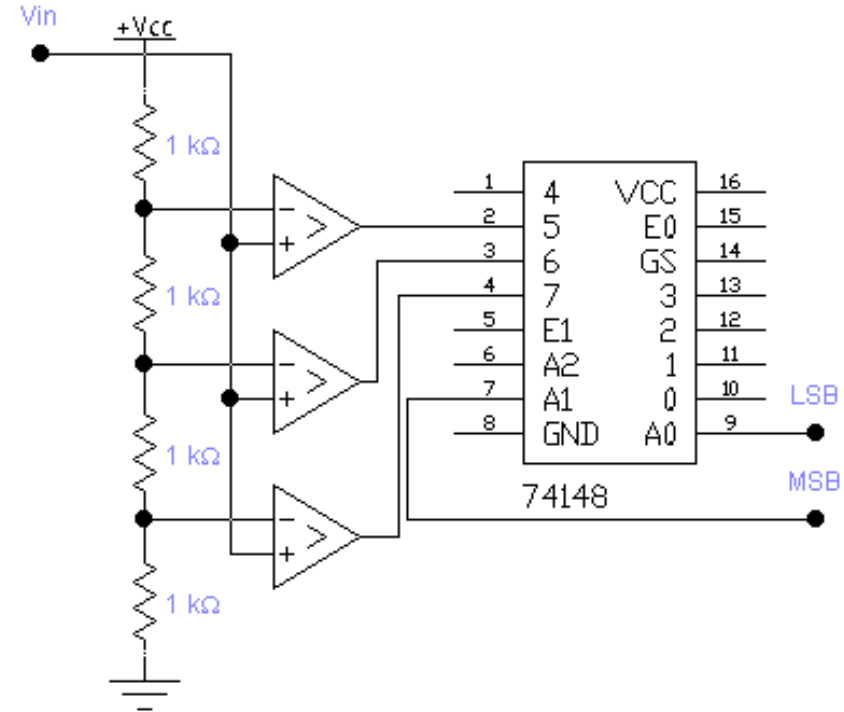 Vin
+Vcc
1 kΩ
1 kΩ
1 kΩ
1 kΩ
-
>
+
-
>
+
-
>
+
1 4 VCC 16
2 5 E0 15
3 6 GS 14
4 7 3 13
5 E1 2 12
6 A2 1 11
7 A1 0 10
8 GND A0 9
74148
LSB
MSB